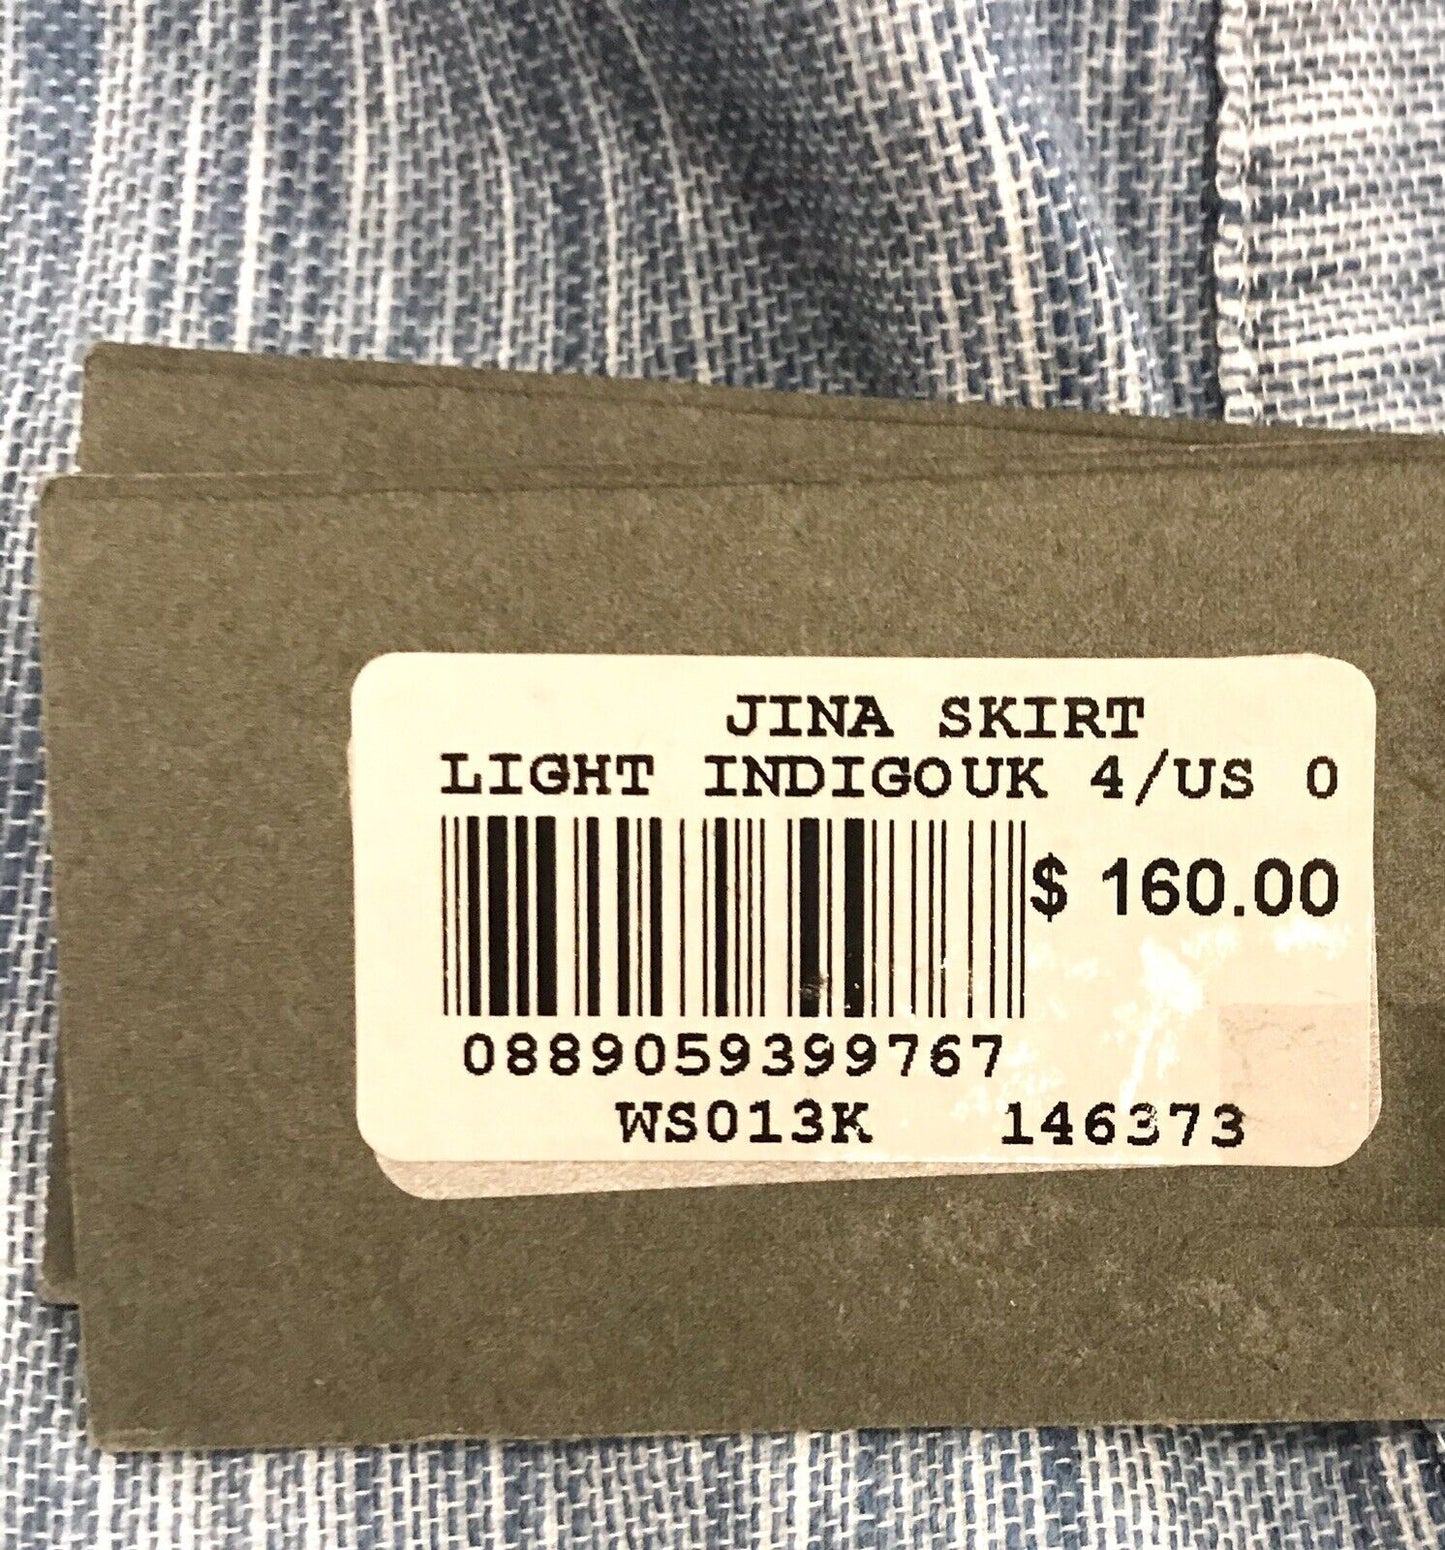 JINA SKIRT
LIGHT INDIGOUK 4/US 0
$ 160.00
0889059399767
WS013K 146373